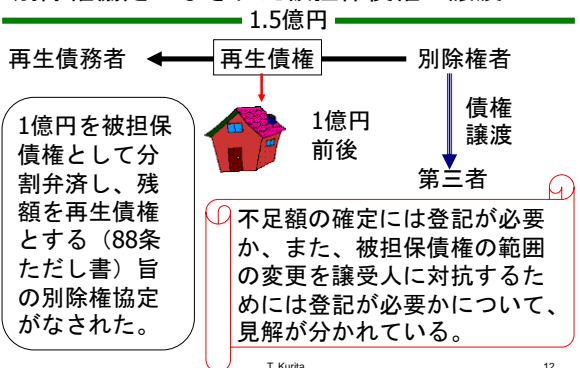 1.5億円
再生債務者
再生債権
別除権者
1億円を被担保
債権として分
割弁済し、残
額を再生債権
とする（88条
ただし書）旨
の別除権協定
がなされた。
1億円
前後
債権
譲渡
第三者
不足額の確定には登記が必要
か、また、被担保債権の範囲
の変更を譲受人に対抗するた
めには登記が必要かについて、
見解が分かれている。
T. Kurita
12